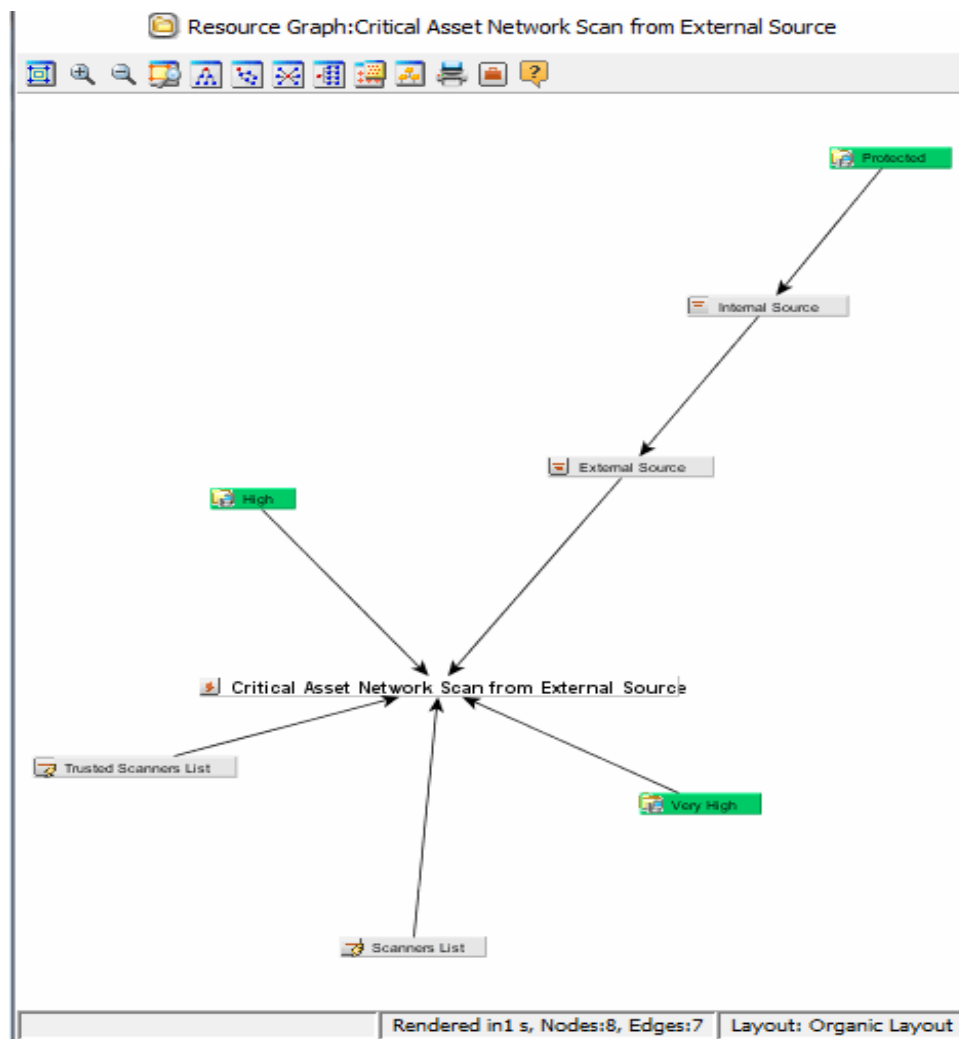 Resource Graph:Critical Asset Network Scan from External Source
Protected
Internal Source
External Source
High
Critical Asset Network Scan from External Source
Trusted Scanners List
Very High
Scanners List
Rendered in1 s, Nodes:8, Edges:7
Layout: Organic Layout